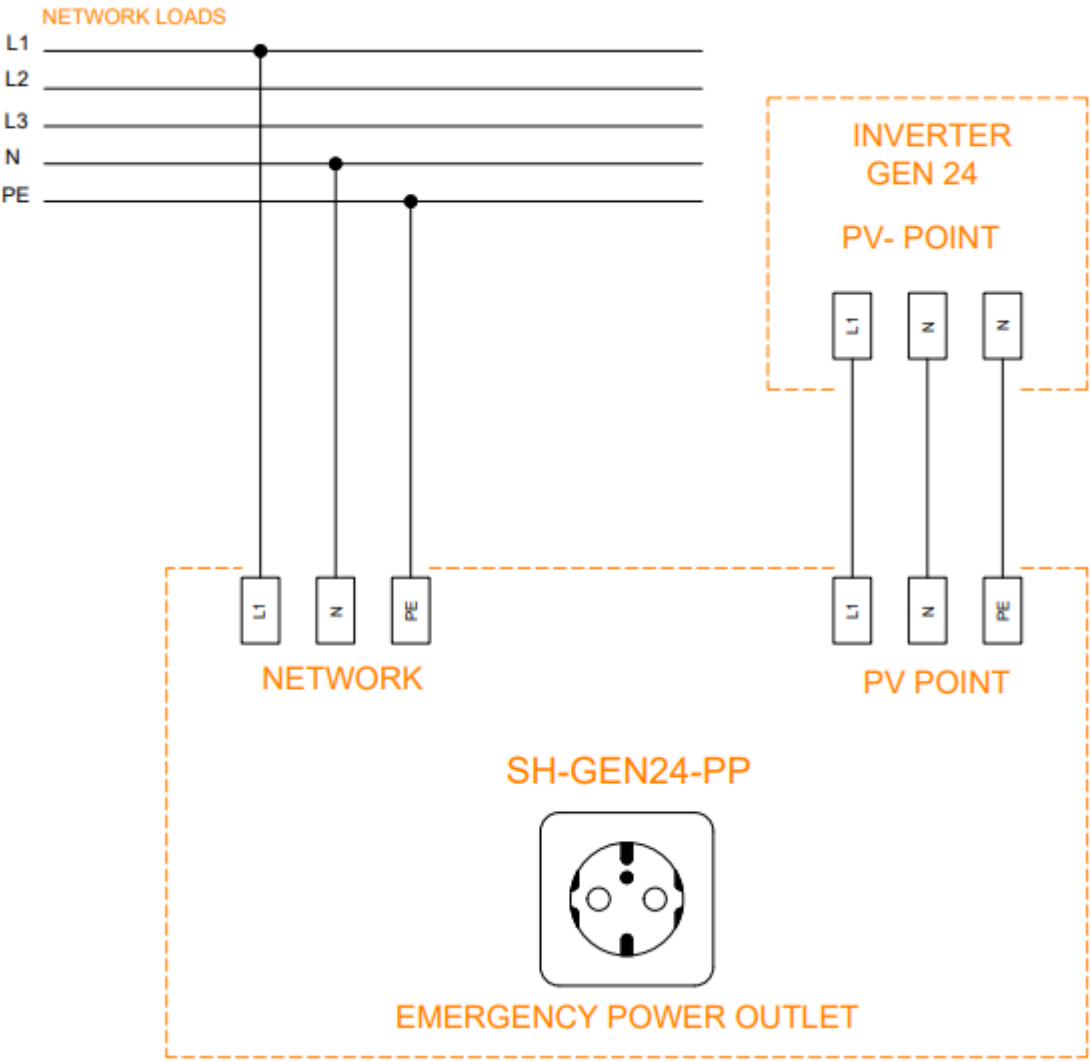 NETWORK LOADS
L1
L2
L3
N
PE
INVERTER
GEN 24
PV- POINT
L1
N
N
L1
N
PE
NETWORK
L1
N
PE
PV POINT
SH-GEN24-PP
EMERGENCY POWER OUTLET